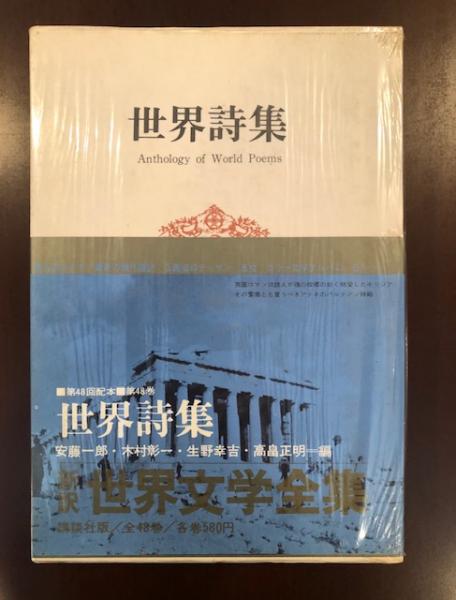 世界詩集
Anthology of World Poems
■第48回配本■第48巻
世界詩集
安藤一郎・木村彰一・生野幸吉・高畠正明＝編
新訳 世界文学全集
講談社版／全48巻／各巻580円